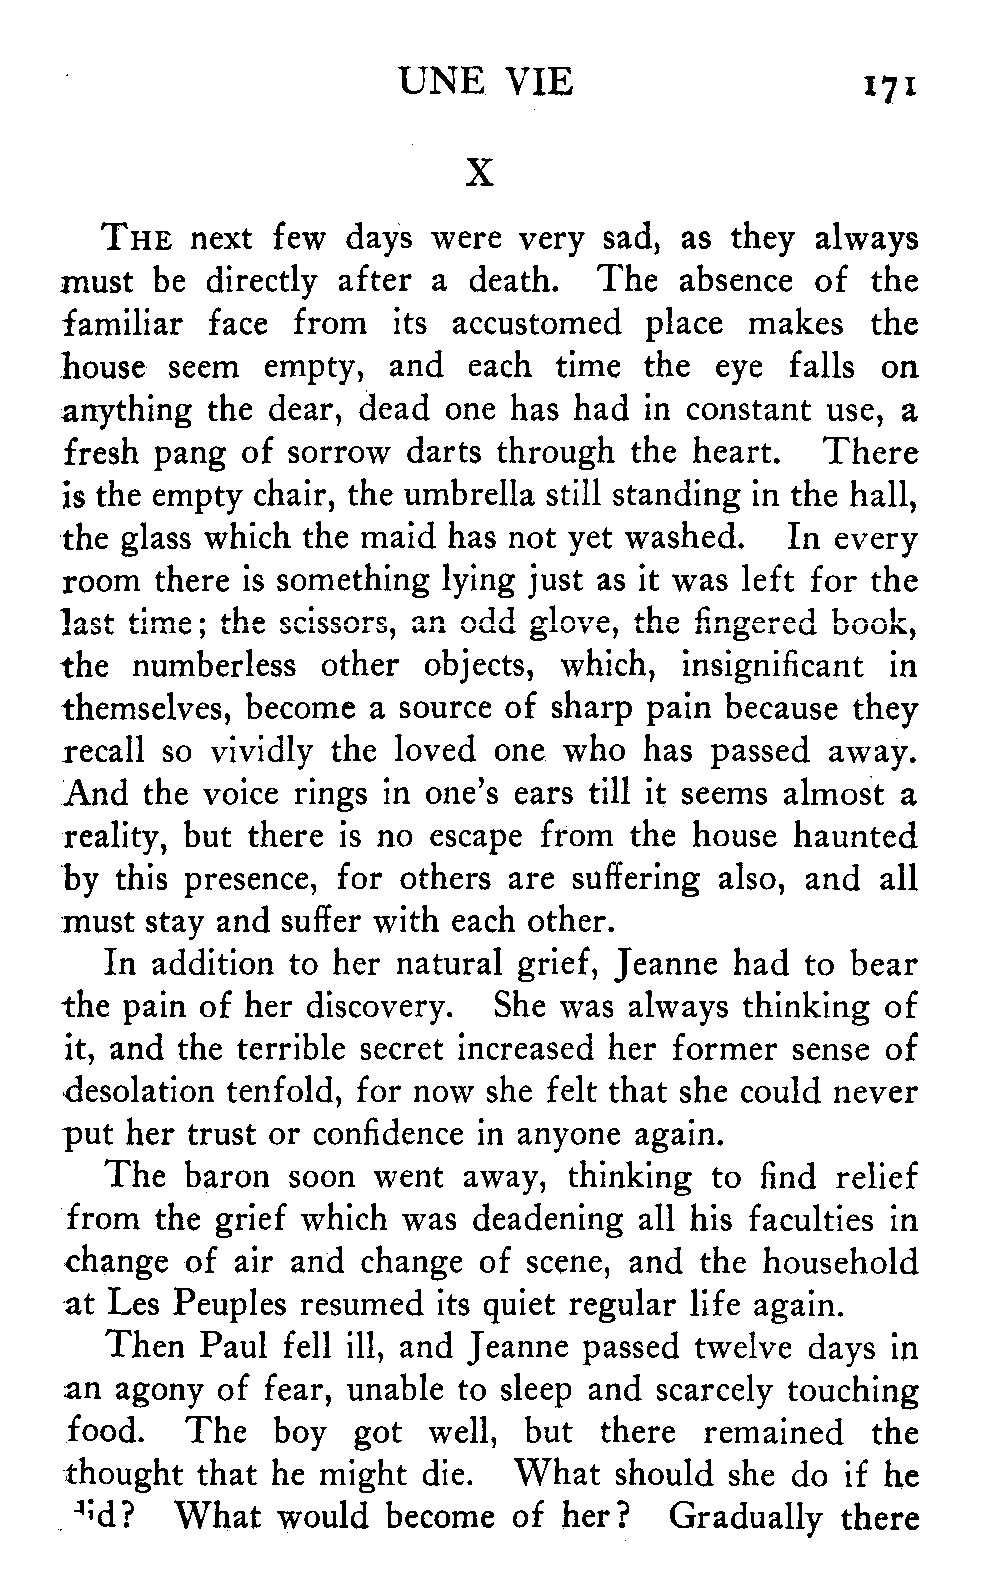 UNE VIE 171
X
THE next few days were very sad, as they always
must be directly after a death. The absence of the
familiar face from its accustomed place makes the
house seem empty, and each time the eye falls on
anything the dear, dead one has had in constant use, a
fresh pang of sorrow darts through the heart. There
is the empty chair, the umbrella still standing in the hall,
the glass which the maid has not yet washed. In every
room there is something lying just as it was left for the
last time; the scissors, an odd glove, the fingered book,
the numberless other objects, which, insignificant in
themselves, become a source of sharp pain because they
recall so vividly the loved one who has passed away.
And the voice rings in one's ears till it seems almost a
reality, but there is no escape from the house haunted
by this presence, for others are suffering also, and all
must stay and suffer with each other.
In addition to her natural grief, Jeanne had to bear
the pain of her discovery. She was always thinking of
it, and the terrible secret increased her former sense of
desolation tenfold, for now she felt that she could never
put her trust or confidence in anyone again.
The baron soon went away, thinking to find relief
from the grief which was deadening all his faculties in
change of air and change of scene, and the household
at Les Peuples resumed its quiet regular life again.
Then Paul fell ill, and Jeanne passed twelve days in
an agony of fear, unable to sleep and scarcely touching
food. The boy got well, but there remained the
thought that he might die. What should she do if he
did? What would become of her? Gradually there